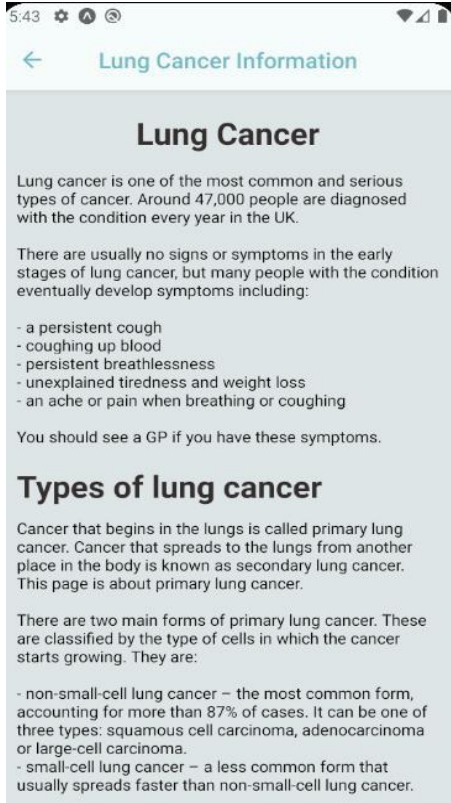 5:43
Lung Cancer Information
Lung Cancer
Lung cancer is one of the most common and serious
types of cancer. Around 47,000 people are diagnosed
with the condition every year in the UK.
There are usually no signs or symptoms in the early
stages of lung cancer, but many people with the condition
eventually develop symptoms including:
- a persistent cough
- coughing up blood
- persistent breathlessness
- unexplained tiredness and weight loss
- an ache or pain when breathing or coughing
You should see a GP if you have these symptoms.
Types of lung cancer
Cancer that begins in the lungs is called primary lung
cancer. Cancer that spreads to the lungs from another
place in the body is known as secondary lung cancer.
This page is about primary lung cancer.
There are two main forms of primary lung cancer. These
are classified by the type of cells in which the cancer
starts growing. They are:
- non-small-cell lung cancer – the most common form,
accounting for more than 87% of cases. It can be one of
three types: squamous cell carcinoma, adenocarcinoma
or large-cell carcinoma.
- small-cell lung cancer – a less common form that
usually spreads faster than non-small-cell lung cancer.